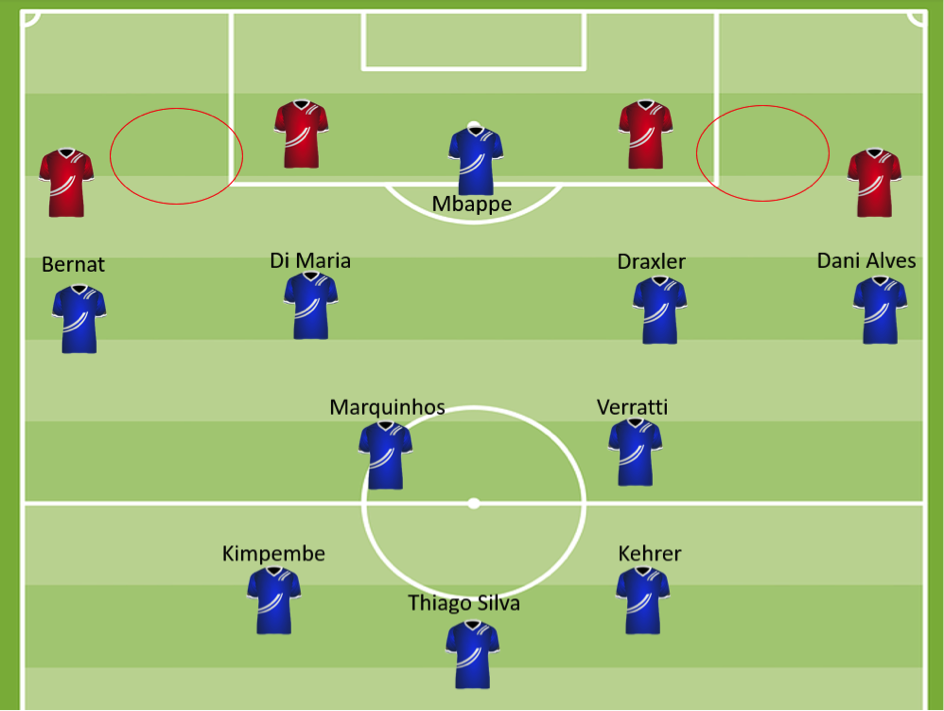 Mbappe
Bernat
Di Maria
Draxler
Dani Alves
Marquinhos
Verratti
Kimpembe
Kehrer
Thiago Silva